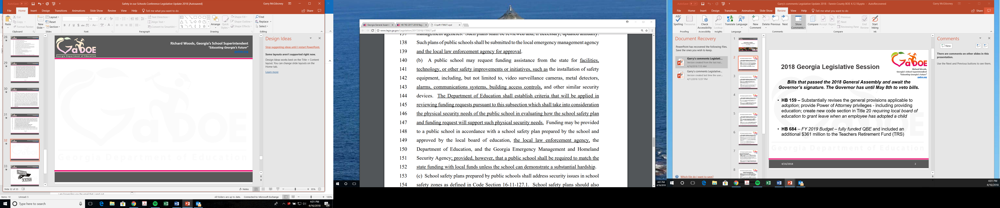 AutoSave Off
Safety in our Schools Conference Legislative Update 2018 [Autosaved]
Garry McGiboney
File Home Insert Design Transitions Animations Slide Show Review View Help Tell me what you want to do Share
Paste
Cut
Copy
Format Painter
Clipboard
New Slide
Layout
Reset
Section
Slides
18
Font
Text Direction
Align Text
Convert to SmartArt
Paragraph
Arrange
Quick Styles
Shape Fill
Shape Outline
Shape Effects
Drawing
Find
Replace
Select
Editing
28
29
30
31
32
33
VETO
GaDOE
Georgia Department of Education
Richard Woods, Georgia's School Superintendent
"Educating Georgia's Future"
gadoe.org
GaDOE
Georgia Department of Education
Design Ideas
Stop suggesting ideas until I restart PowerPoint.
Some layouts aren't supported right now.
Design Ideas works best on the Title + Content
layout. You can change slide layouts on the
Home tab.
Learn more
Slide 32 of 35
Notes
95%
I am forwarding you the email that I send out
Items: 10 Unread: 5
All folders are up to date. Connected to: Microsoft Exchange
100%
Type here to search
4:01 PM
4/16/2018
24
Georgia General Assemb
HB 763 2017-2018 Regu
C:\pdf\178927.wpd
www.legis.ga.gov/Legislation/20172018/178927.pdf
137 management agencies. Such plans shall be reviewed and, if necessary, updated annually.
138 Such plans of public schools shall be submitted to the local emergency management agency
139 and the local law enforcement agency for approval.
140 (b) A public school may request funding assistance from the state for facilities,
141 technology, or other safety improvements or initiatives, such as the installation of safety
142 equipment, including, but not limited to, video surveillance cameras, metal detectors,
143 alarms, communications systems, building access controls, and other similar security
144 devices. The Department of Education shall establish criteria that will be applied in
145 reviewing funding requests pursuant to this subsection which shall take into consideration
146 the physical security needs of the public school in evaluating how the school safety plan
147 and funding request will support such physical security needs. Funding may be provided
148 to a public school in accordance with a school safety plan prepared by the school and
149 approved by the local board of education, the local law enforcement agency, the
150 Department of Education, and the Georgia Emergency Management and Homeland
151 Security Agency; provided, however, that a public school shall be required to match the
152 state funding with local funds unless the school can demonstrate a substantial hardship.
153 (c) School safety plans prepared by public schools shall address security issues in school
154 safety zones as defined in Code Section 16-11-127.1. School safety plans should also
4:01 PM
4/16/2018
AutoSave Off
Garry's comments Legislative Update 2018 - Fannin County BOE 4.12.18.pptx - AutoRecovered
Garry McGiboney
File Home Insert Design Transitions Animations Slide Show Review View Help Tell me what you want to do Share
ABC
Spelling Thesaurus
Proofing
Check Accessibility
Accessibility
Smart Lookup
Insights
Translate Language
Language
New Comment Delete Previous Next
Show Comments
Comments
Compare Accept Reject
Previous
Next
Reviewing Pane
End Review
Compare
Start Inking
Ink
Document Recovery
PowerPoint has recovered the following files.
Save the ones you wish to keep.
Garry's comments Legislati...
Version created from the last Aut...
4/16/2018 7:15 AM
Garry's comments Legislative...
Version created last time the user...
4/11/2018 12:57 PM
Which file do I want to save?
1
2
3
4
5
6
7
8
2018 Georgia Legislative Session
GaDOE
Richard Woods,
Georgia's School Superintendent
"Educating Georgia's Future"
gadoe.org
Bills that passed the 2018 General Assembly and await the
Governor's signature. The Governor has until May 8th to veto bills.
• HB 159 – Substantially revises the general provisions applicable to
adoption; provide Power of Attorney privileges - including providing
education; create new code section in Title 20 requiring local board of
education to grant leave when an employee has adopted a child
• HB 684 – FY 2019 Budget – fully funded QBE and included an
additional $361 million to the Teachers Retirement Fund (TRS)
Georgia Department of Education
4/16/2018
2
Comments
New
There are comments on other slides in this
presentation.
Use the Next and Previous buttons to see them.
4:01 PM
4/16/2018